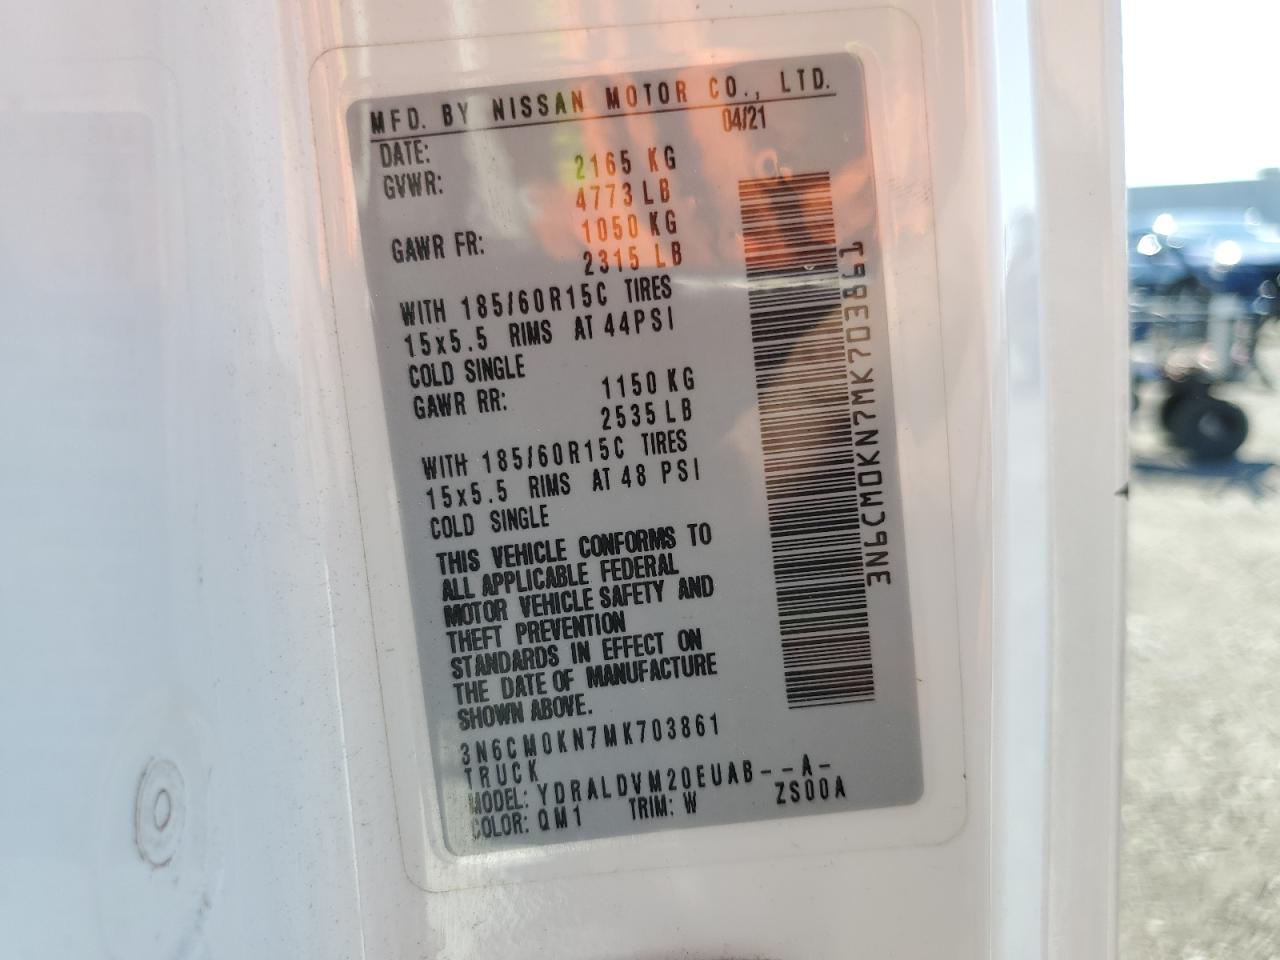 MFD. BY NISSAN MOTOR CO., LTD.
DATE: 04/21
GVWR: 2165 KG
4773 LB
GAWR FR: 1050 KG
2315 LB
WITH 185/60R15C TIRES
15x5.5 RIMS AT 44PSI
COLD SINGLE
GAWR RR: 1150 KG
2535 LB
WITH 185/60R15C TIRES
15x5.5 RIMS AT 48 PSI
COLD SINGLE
THIS VEHICLE CONFORMS TO
ALL APPLICABLE FEDERAL
MOTOR VEHICLE SAFETY AND
THEFT PREVENTION
STANDARDS IN EFFECT ON
THE DATE OF MANUFACTURE
SHOWN ABOVE.
3N6CM0KN7MK703861
TRUCK
MODEL: YDRALDVM20EUAB--A-
COLOR: QM1 TRIM: W ZS00A
3N6CM0KN7MK703861